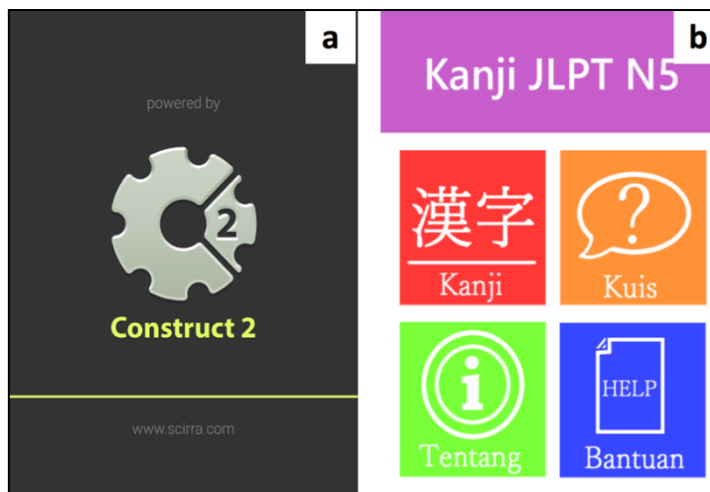 a
powered by
2
Construct 2
www.scirra.com
b
Kanji JLPT N5
漢字
Kanji
?
Kuis
i
Tentang
HELP
Bantuan